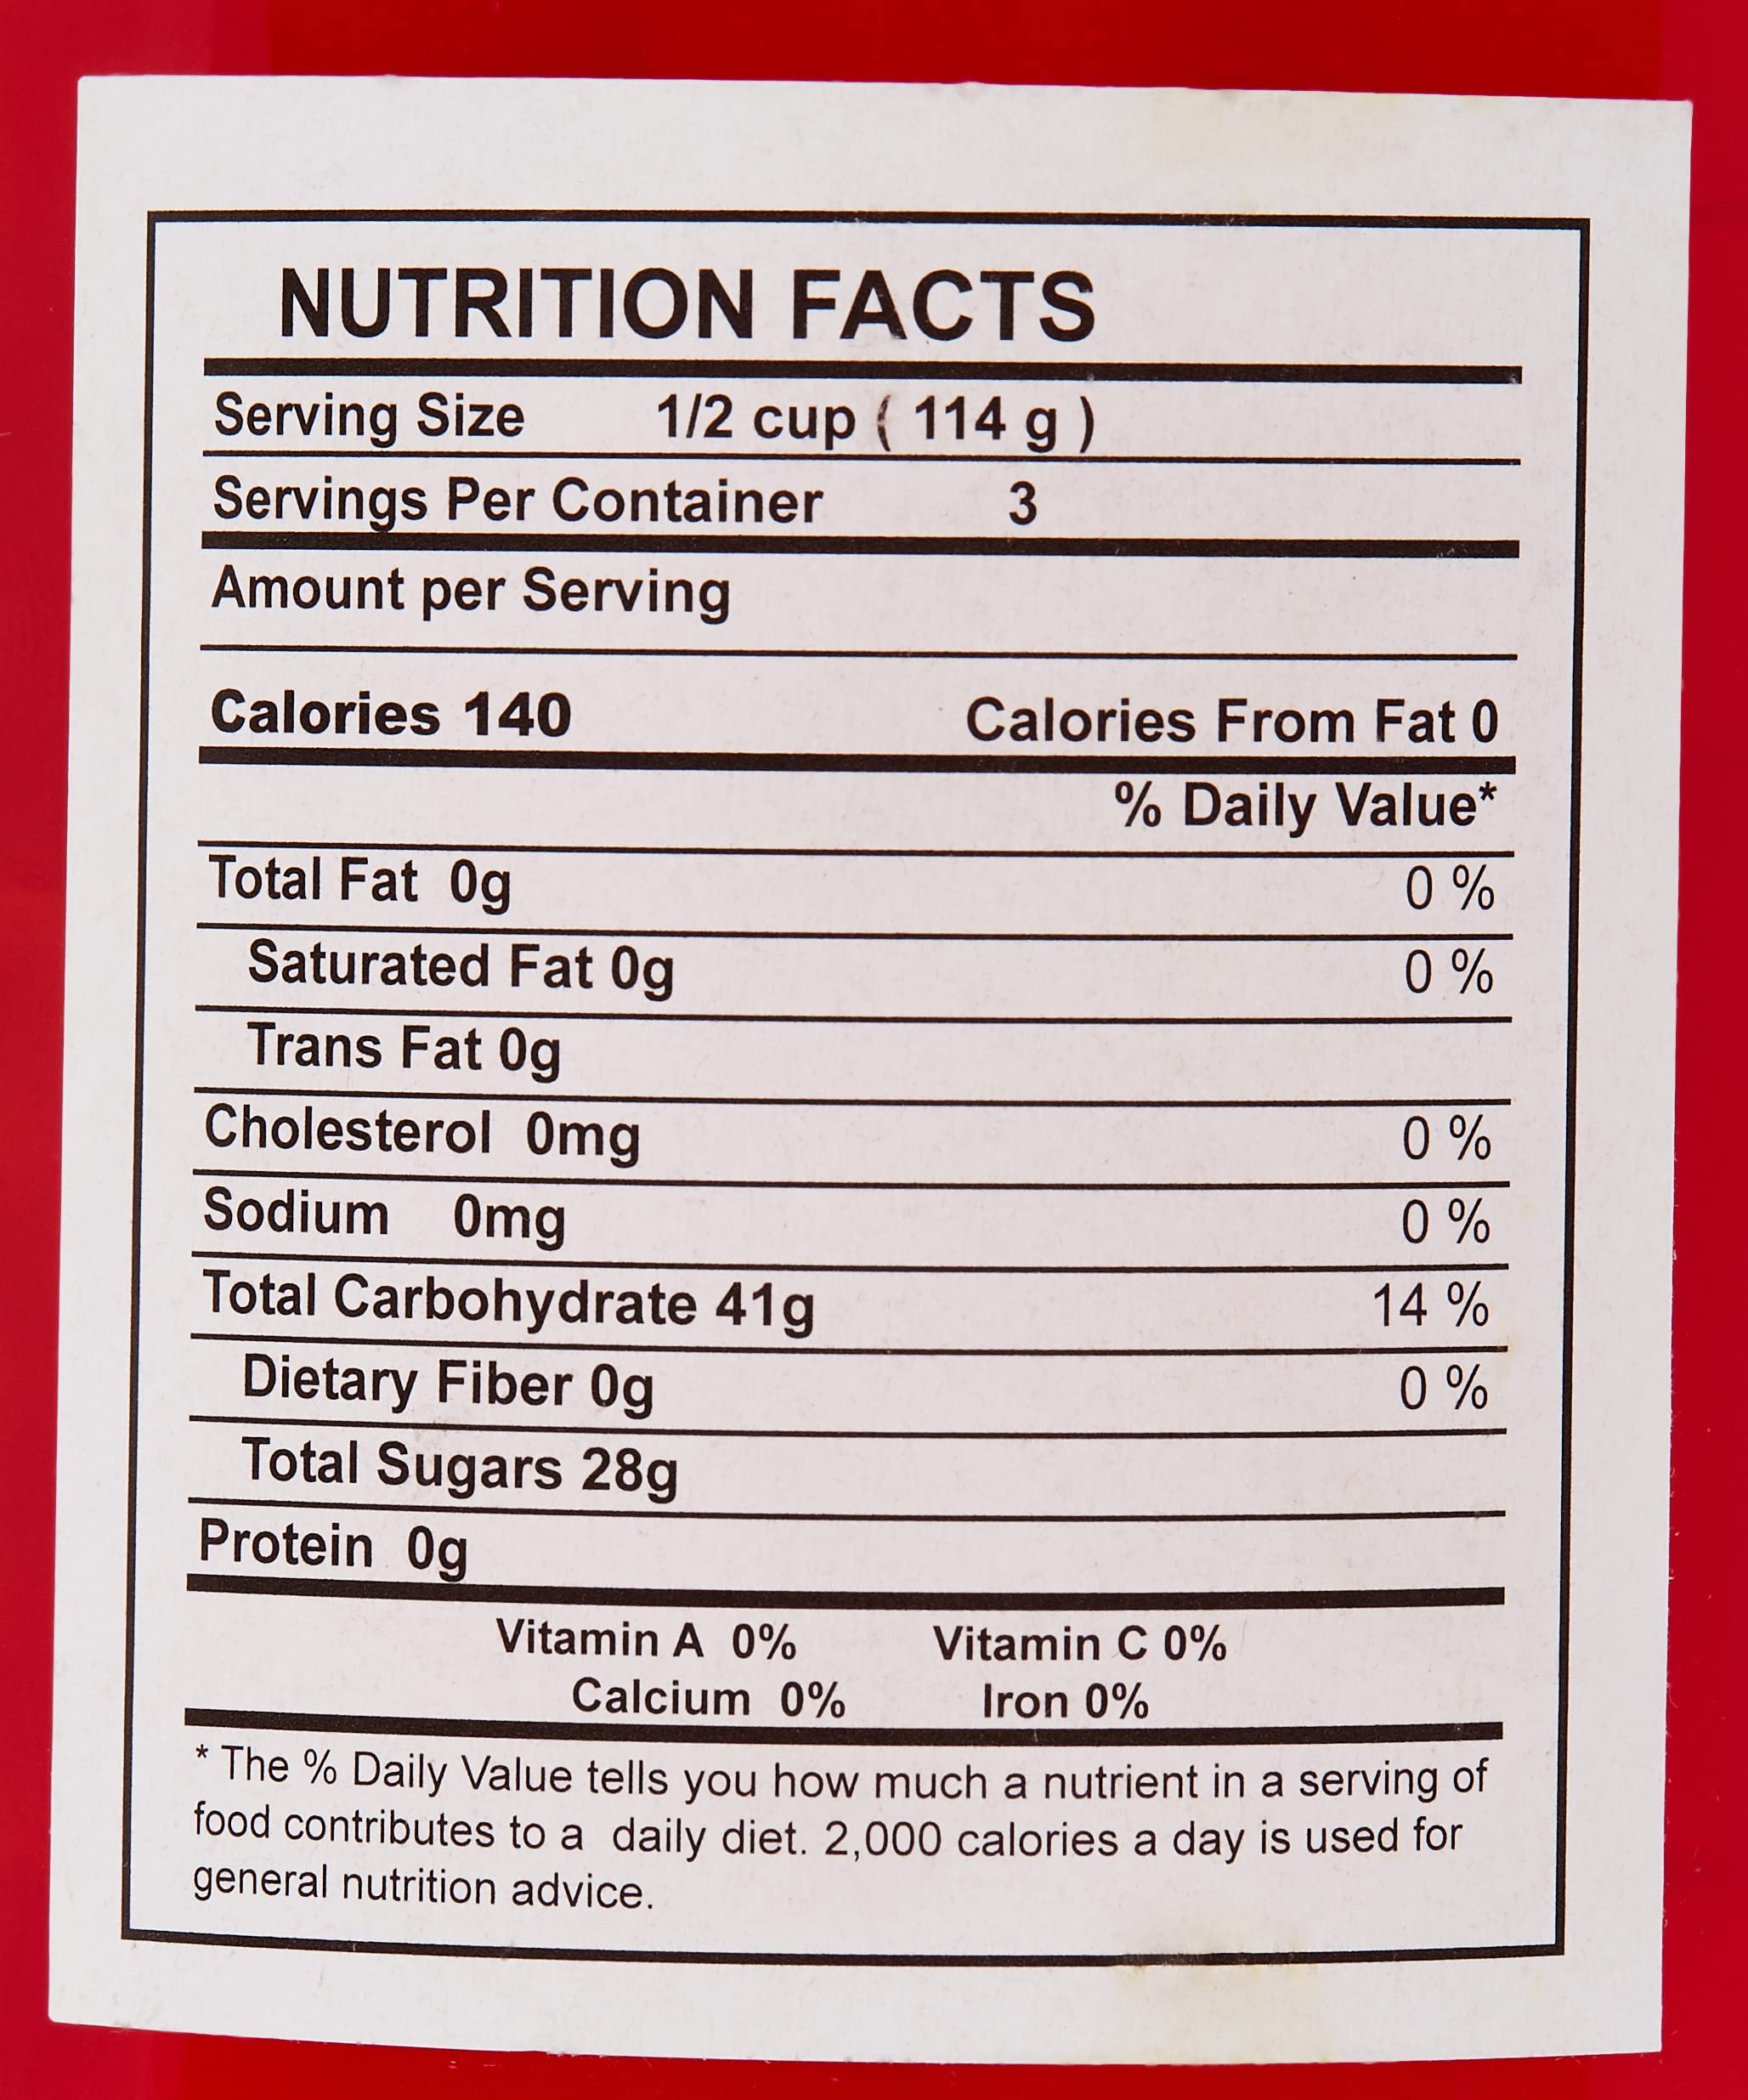 NUTRITION FACTS
Serving Size 1/2 cup ( 114 g )
Servings Per Container 3
Amount per Serving
Calories 140 Calories From Fat 0
% Daily Value*
Total Fat 0g 0 %
Saturated Fat 0g 0 %
Trans Fat 0g
Cholesterol 0mg 0 %
Sodium 0mg 0 %
Total Carbohydrate 41g 14 %
Dietary Fiber 0g 0 %
Total Sugars 28g
Protein 0g
Vitamin A 0% Vitamin C 0%
Calcium 0% Iron 0%
* The % Daily Value tells you how much a nutrient in a serving of
food contributes to a daily diet. 2,000 calories a day is used for
general nutrition advice.